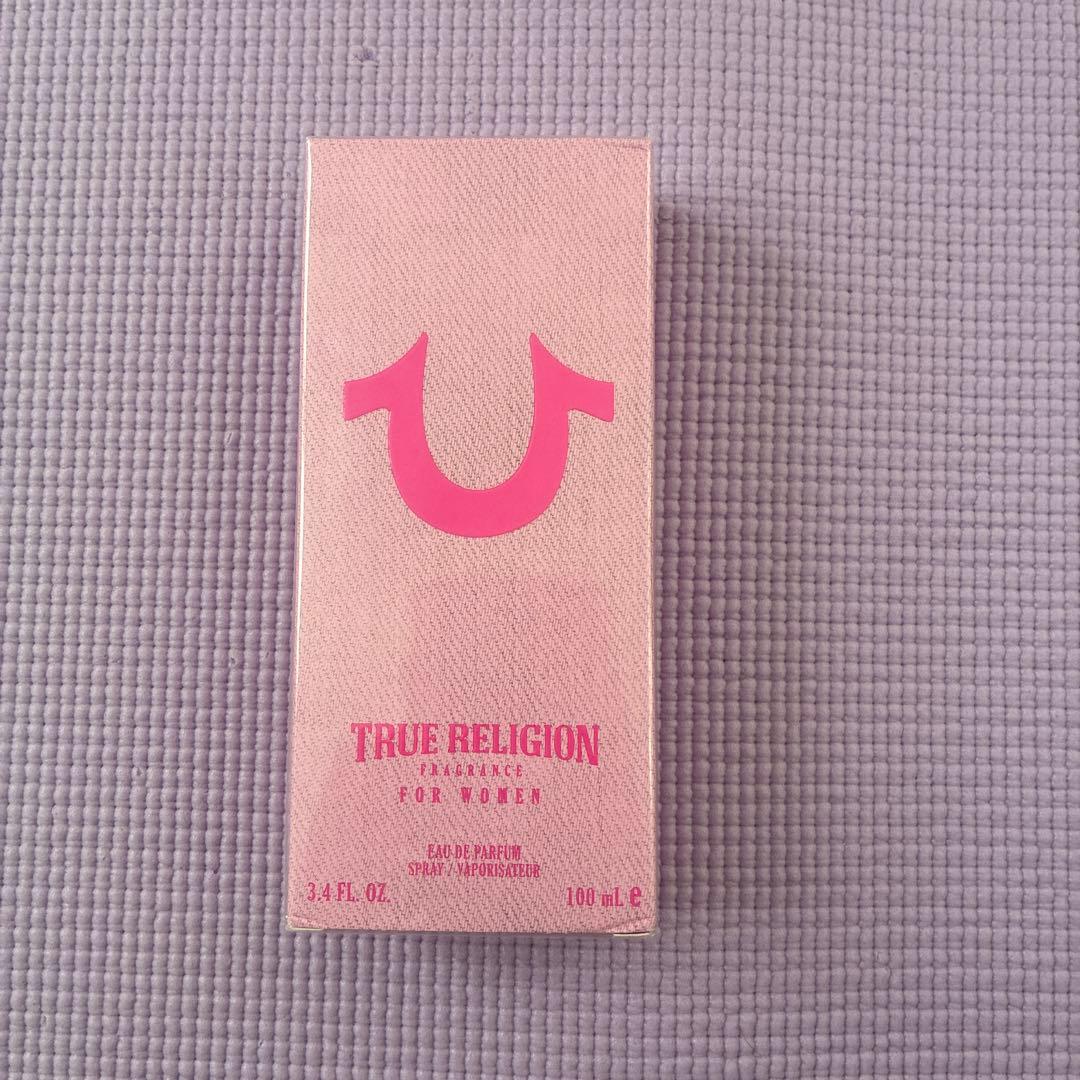 TRUE RELIGION
FRAGRANCE
FOR WOMEN
EAU DE PARFUM
SPRAY / VAPORISATEUR
3.4 FL. OZ. 100 mL e